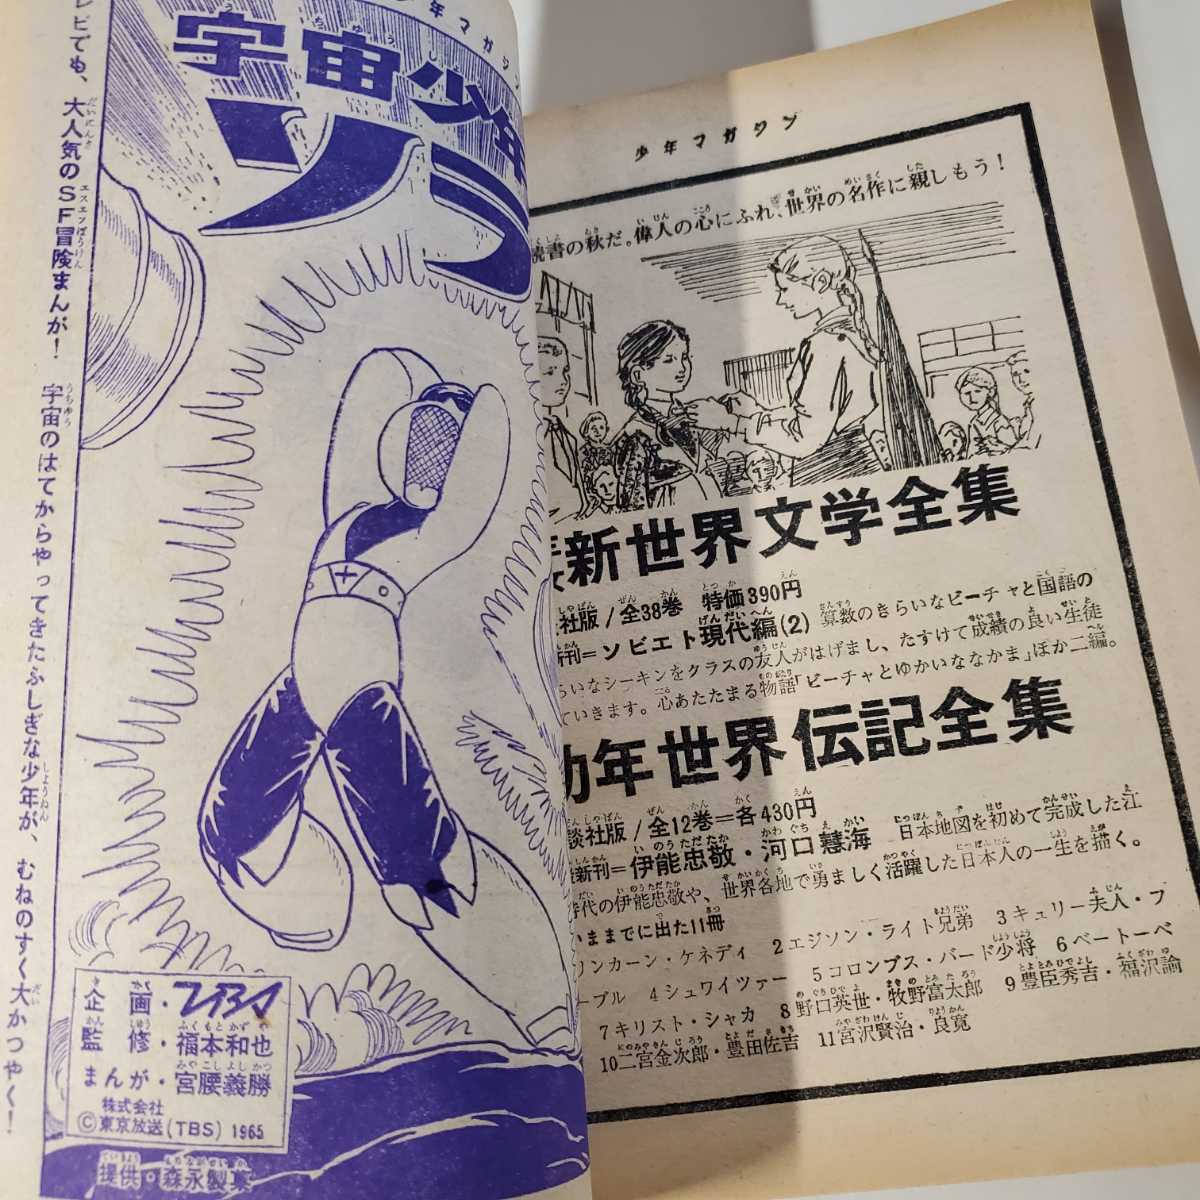 少年マガジン
宇宙少年
ソラン
レビでも、大人気のSF冒険まんが! 宇宙のはてからやってきたふしぎな少年が、むねのすく大かつやく!
企画・TBS
監修・福本和也
まんが・宮腰義勝
株式会社
©東京放送(TBS) 1965
提供・森永製菓
少年マガジン
読書の秋だ。偉人の心にふれ、世界の名作に親しもう!
新世界文学全集
社版/全38巻 特価390円
新刊=ソビエト現代編(2) 算数のきらいなビーチャと国語の
らいなシーキンをクラスの友人がはげまし、たすけて成績の良い生徒
ていきます。心あたたまる物語「ビーチャとゆかいななかま」ほか二編。
幼年世界伝記全集
談社版/全12巻=各430円
最新刊=伊能忠敬・河口慧海 日本地図を初めて完成した江
時代の伊能忠敬や、世界各地で勇ましく活躍した日本人の一生を描く。
いままでに出た11冊
リンカーン・ケネディ 2エジソン・ライト兄弟 3キュリー夫人・フ
ーブル 4シュワイツァー 5コロンブス・バード少将 6ベートーベ
7キリスト・シャカ 8野口英世・牧野富太郎 9豊臣秀吉・福沢諭
10二宮金次郎・豊田佐吉 11宮沢賢治・良寛